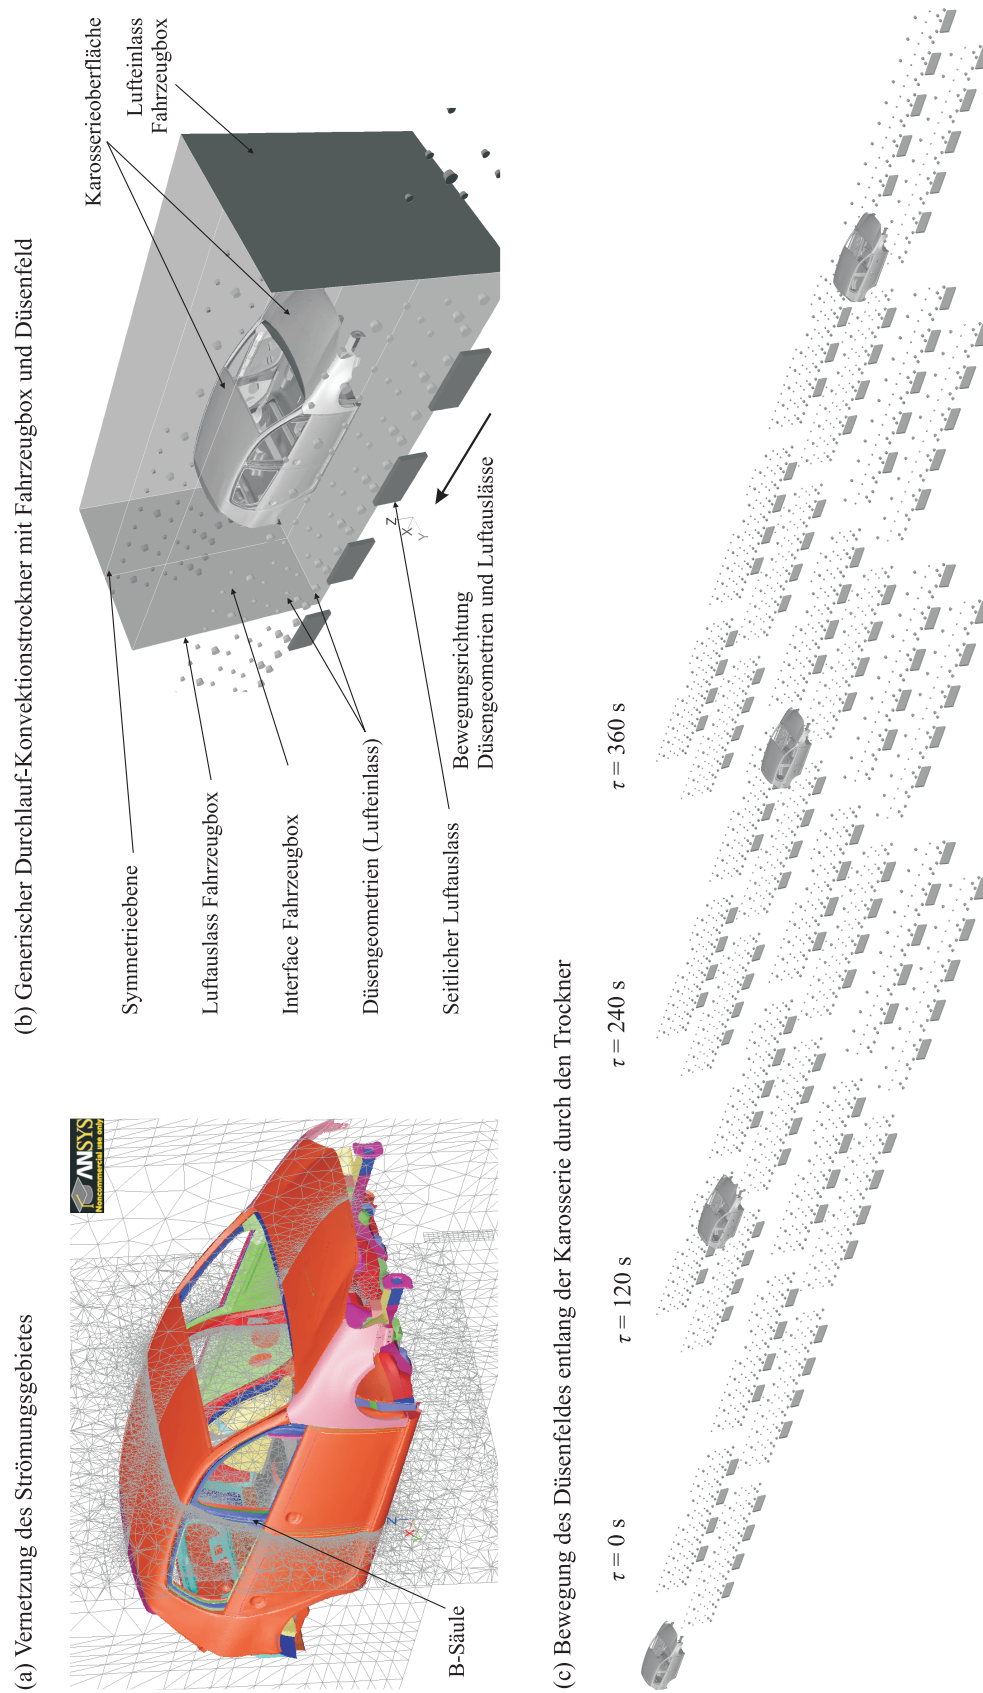 (a) Vernetzung des Strömungsgebietes
ANSYS
Noncommercial use only
Z
X
B-Säule
(b) Generischer Durchlauf-Konvektionstrockner mit Fahrzeugbox und Düsenfeld
Karosserieoberfläche
Lufteinlass
Fahrzeugbox
Symmetrieebene
Luftauslass Fahrzeugbox
Interface Fahrzeugbox
Düsengeometrien (Lufteinlass)
Seitlicher Luftauslass
Z
X
Y
Bewegungsrichtung
Düsengeometrien und Luftauslässe
(c) Bewegung des Düsenfeldes entlang der Karosserie durch den Trockner
τ = 0 s
τ = 120 s
τ = 240 s
τ = 360 s